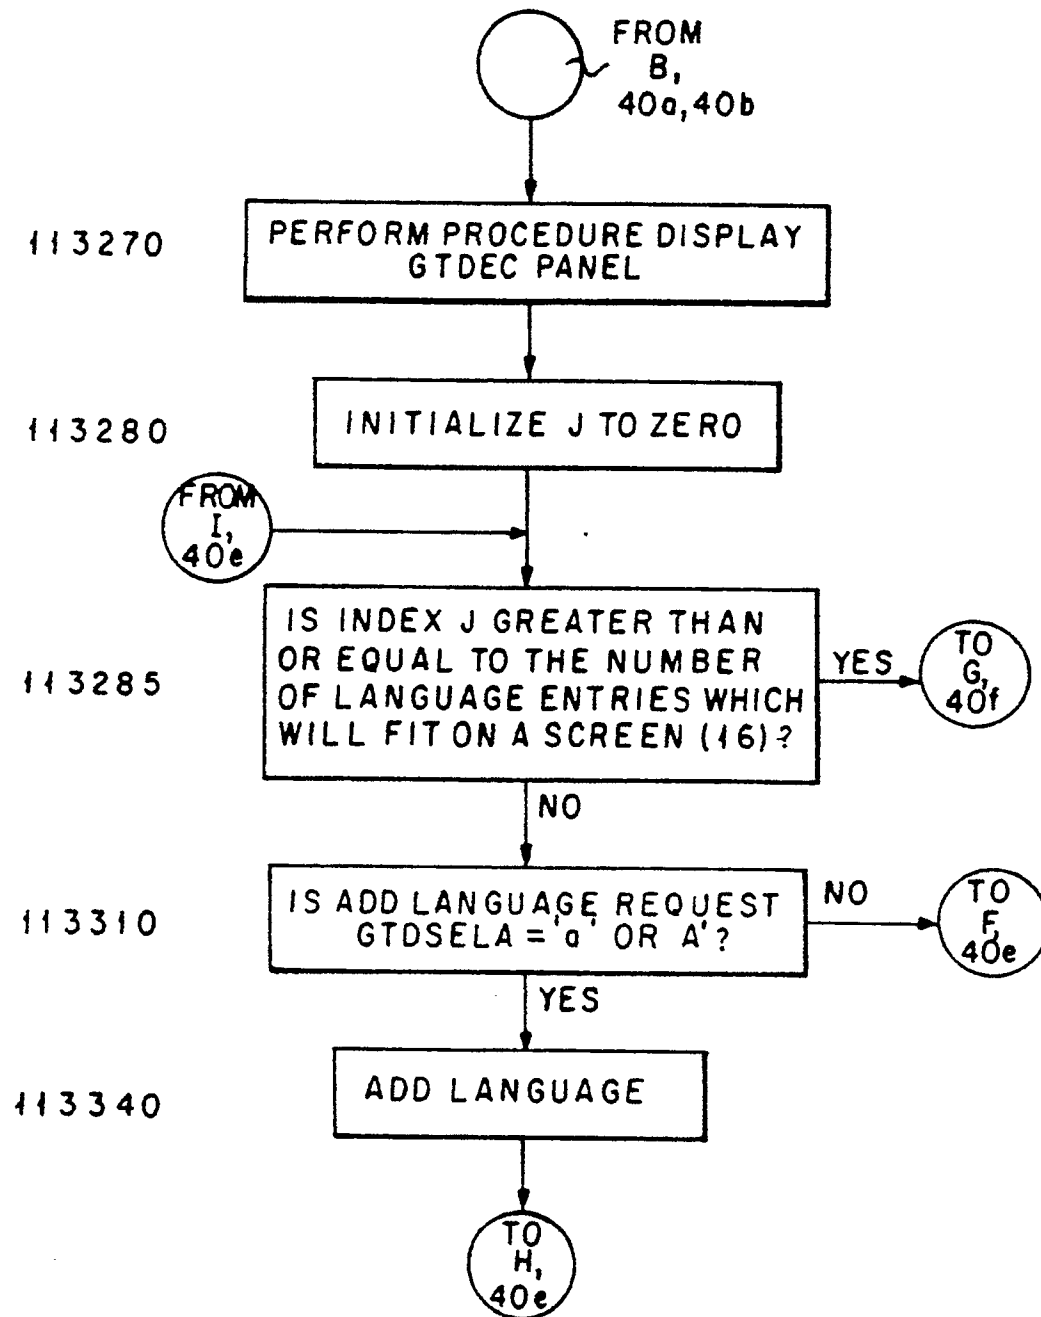 FROM
B,
40a, 40b
113270
PERFORM PROCEDURE DISPLAY
GTDEC PANEL
113280
INITIALIZE J TO ZERO
FROM
I,
40e
113285
IS INDEX J GREATER THAN
OR EQUAL TO THE NUMBER
OF LANGUAGE ENTRIES WHICH
WILL FIT ON A SCREEN (16)?
YES
TO
G,
40f
NO
113310
IS ADD LANGUAGE REQUEST
GTDSELA = 'a' OR A'?
NO
TO
F,
40e
YES
113340
ADD LANGUAGE
TO
H,
40e